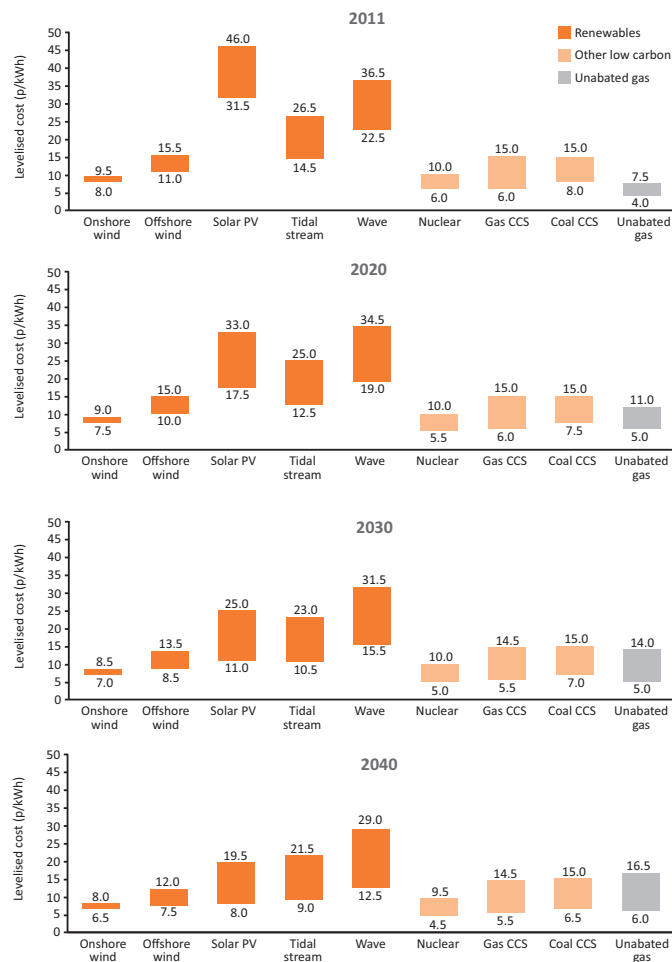 2011
Levelised cost (p/kWh)
50
45
40
35
30
25
20
15
10
5
0
Renewables
Other low carbon
Unabated gas
9.5
8.0
15.5
11.0
46.0
31.5
26.5
14.5
36.5
22.5
10.0
6.0
15.0
6.0
15.0
8.0
7.5
4.0
Onshore wind
Offshore wind
Solar PV
Tidal stream
Wave
Nuclear
Gas CCS
Coal CCS
Unabated gas
2020
Levelised cost (p/kWh)
50
45
40
35
30
25
20
15
10
5
0
9.0
7.5
15.0
10.0
33.0
17.5
25.0
12.5
34.5
19.0
10.0
5.5
15.0
6.0
15.0
7.5
11.0
5.0
Onshore wind
Offshore wind
Solar PV
Tidal stream
Wave
Nuclear
Gas CCS
Coal CCS
Unabated gas
2030
Levelised cost (p/kWh)
50
45
40
35
30
25
20
15
10
5
0
8.5
7.0
13.5
8.5
25.0
11.0
23.0
10.5
31.5
15.5
10.0
5.0
14.5
5.5
15.0
7.0
14.0
5.0
Onshore wind
Offshore wind
Solar PV
Tidal stream
Wave
Nuclear
Gas CCS
Coal CCS
Unabated gas
2040
Levelised cost (p/kWh)
50
45
40
35
30
25
20
15
10
5
0
8.0
6.5
12.0
7.5
19.5
8.0
21.5
9.0
29.0
12.5
9.5
4.5
14.5
5.5
15.0
6.5
16.5
6.0
Onshore wind
Offshore wind
Solar PV
Tidal stream
Wave
Nuclear
Gas CCS
Coal CCS
Unabated gas